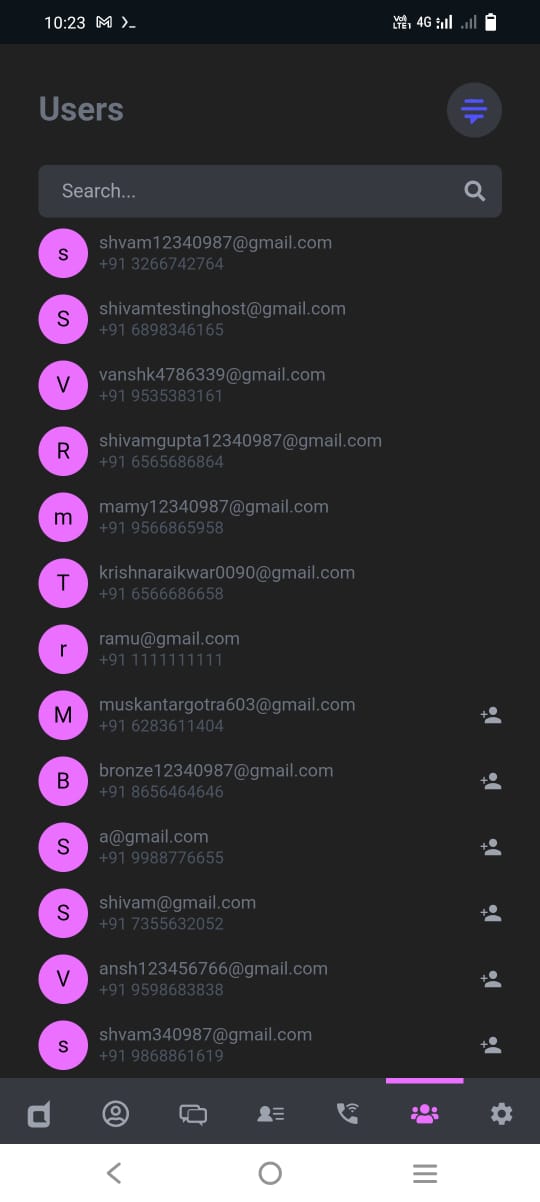 10:23
Vo) LTE1 4G
Users
Search...
s
shvam12340987@gmail.com
+91 3266742764
S
shivamtestinghost@gmail.com
+91 6898346165
V
vanshk4786339@gmail.com
+91 9535383161
R
shivamgupta12340987@gmail.com
+91 6565686864
m
mamy12340987@gmail.com
+91 9566865958
T
krishnaraikwar0090@gmail.com
+91 6566686658
r
ramu@gmail.com
+91 1111111111
M
muskantargotra603@gmail.com
+91 6283611404
B
bronze12340987@gmail.com
+91 8656464646
S
a@gmail.com
+91 9988776655
S
shivam@gmail.com
+91 7355632052
V
ansh123456766@gmail.com
+91 9598683838
s
shvam340987@gmail.com
+91 9868861619